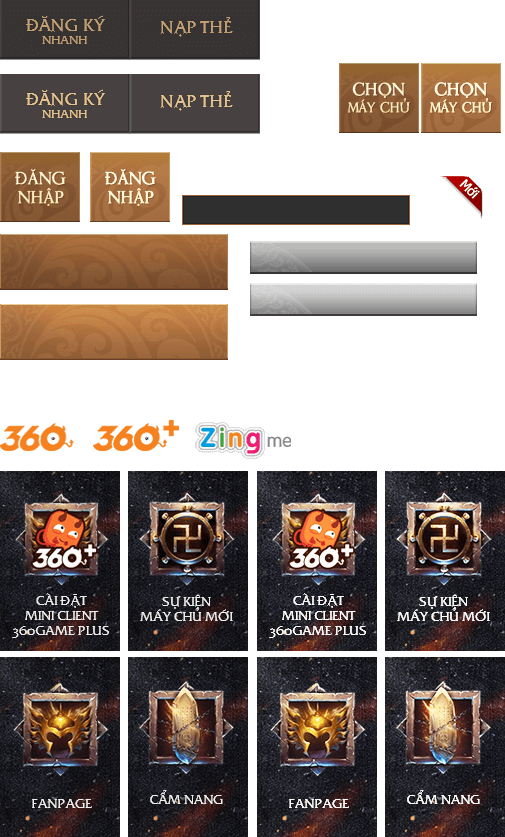 ĐĂNG KÝ
NHANH
NẠP THẺ
ĐĂNG KÝ
NHANH
NẠP THẺ
CHỌN
MÁY CHỦ
CHỌN
MÁY CHỦ
ĐĂNG
NHẬP
ĐĂNG
NHẬP
Mới
360
360+
Zing me
360+
CÀI ĐẶT
MINI CLIENT
360GAME PLUS
SỰ KIỆN
MÁY CHỦ MỚI
360+
CÀI ĐẶT
MINI CLIENT
360GAME PLUS
SỰ KIỆN
MÁY CHỦ MỚI
FANPAGE
CẨM NANG
FANPAGE
CẨM NANG